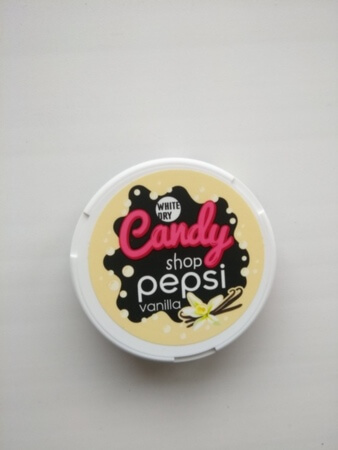 WHITE
DRY
Candy
shop
pepsi
vanilla